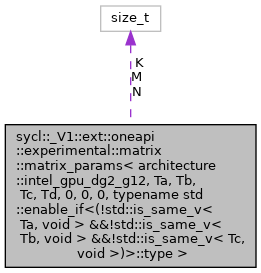 size_t
K
M
N
sycl::_V1::ext::oneapi
::experimental::matrix
::matrix_params< architecture
::intel_gpu_dg2_g12, Ta, Tb,
Tc, Td, 0, 0, 0, typename std
::enable_if<(!std::is_same_v<
Ta, void > &&!std::is_same_v<
Tb, void > &&!std::is_same_v< Tc,
void >)>::type >